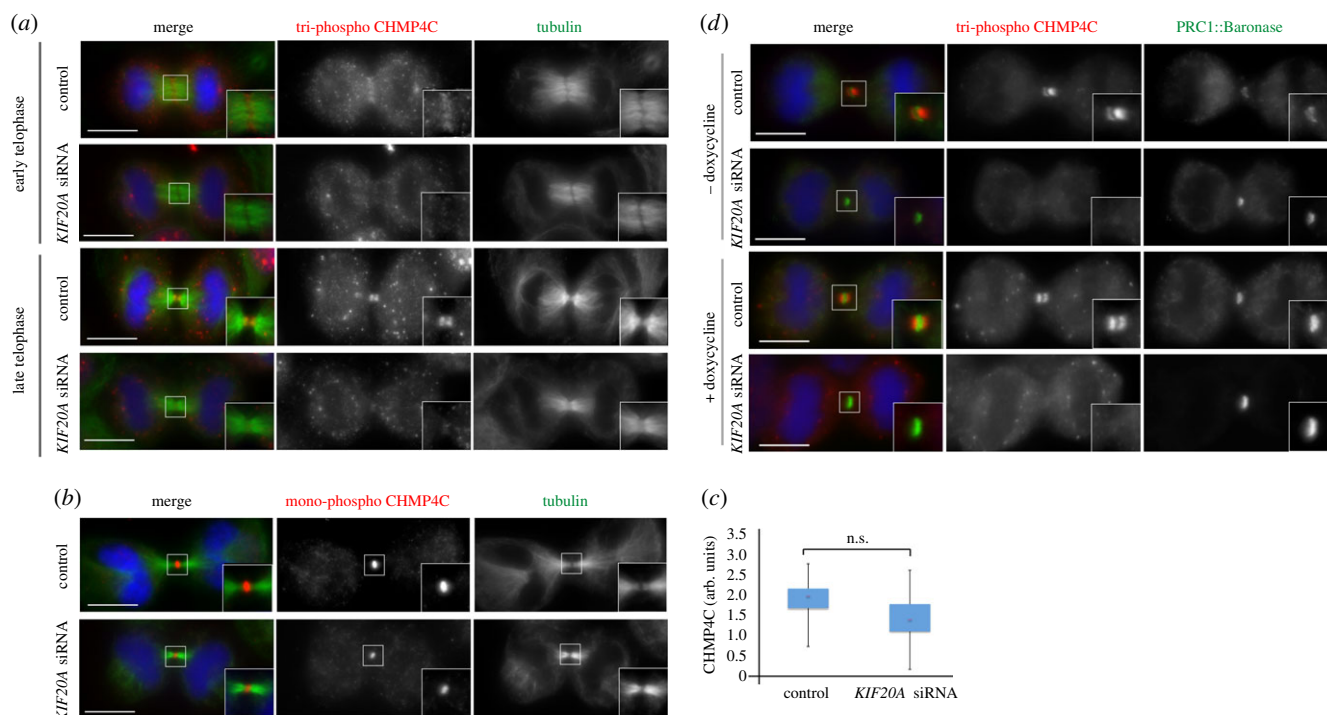 (a)
merge
tri-phospho CHMP4C
tubulin
early telophase
control
KIF20A siRNA
late telophase
control
KIF20A siRNA
(d)
merge
tri-phospho CHMP4C
PRC1::Baronase
– doxycycline
control
KIF20A siRNA
+ doxycycline
control
KIF20A siRNA
(b)
merge
mono-phospho CHMP4C
tubulin
control
KIF20A siRNA
(c)
CHMP4C (arb. units)
3.5
3.0
2.5
2.0
1.5
1.0
0.5
0
n.s.
control
KIF20A siRNA